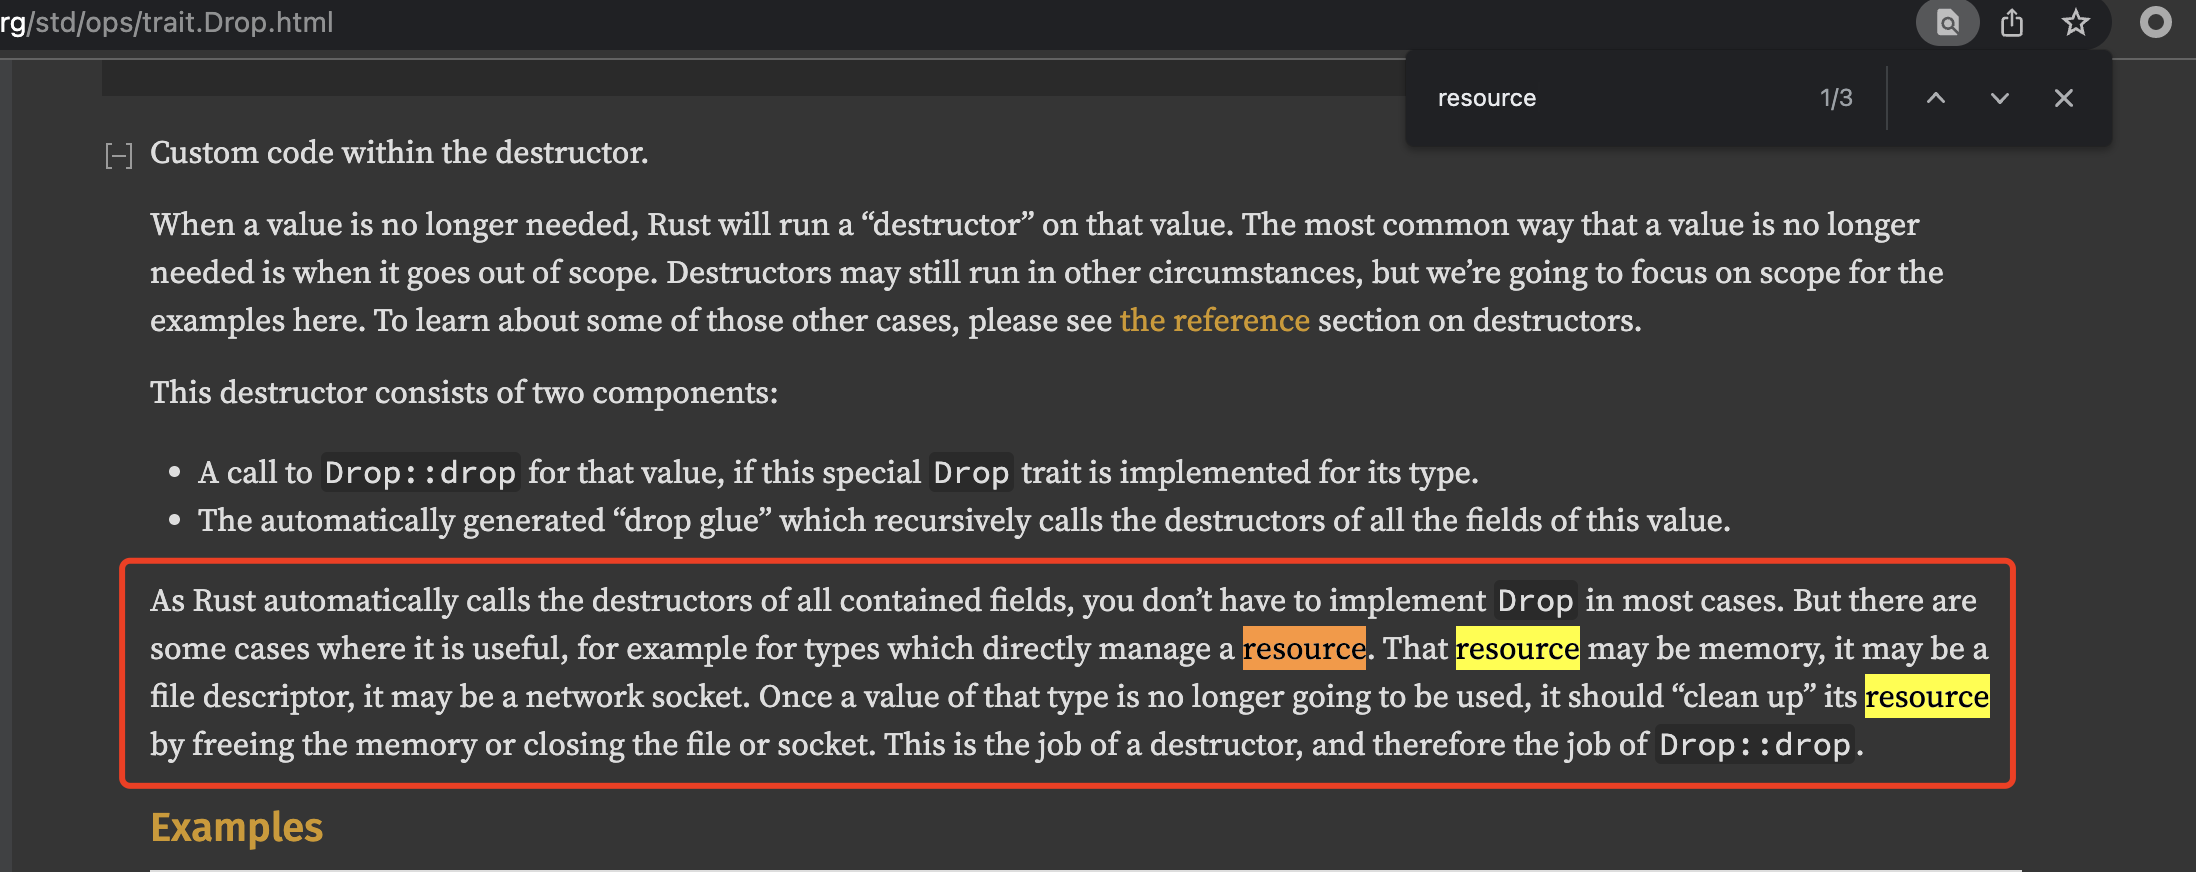 rg/std/ops/trait.Drop.html
resource 1/3
[−] Custom code within the destructor.
When a value is no longer needed, Rust will run a “destructor” on that value. The most common way that a value is no longer
needed is when it goes out of scope. Destructors may still run in other circumstances, but we’re going to focus on scope for the
examples here. To learn about some of those other cases, please see the reference section on destructors.
This destructor consists of two components:
• A call to Drop::drop for that value, if this special Drop trait is implemented for its type.
• The automatically generated “drop glue” which recursively calls the destructors of all the fields of this value.
As Rust automatically calls the destructors of all contained fields, you don’t have to implement Drop in most cases. But there are
some cases where it is useful, for example for types which directly manage a resource. That resource may be memory, it may be a
file descriptor, it may be a network socket. Once a value of that type is no longer going to be used, it should “clean up” its resource
by freeing the memory or closing the file or socket. This is the job of a destructor, and therefore the job of Drop::drop.
Examples